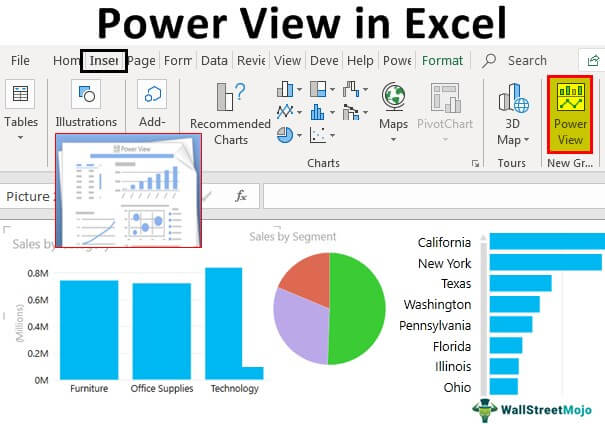 Power View in Excel
File Hom Inser Page Forn Data Revie View Deve Help Powe Format Search
Tables Illustrations Add- Recommended Charts Maps PivotChart 3D Map Power View
Charts Tours New Gr...
Picture fx
Power View
Sales by Segment
Sales by
California
New York
Texas
Washington
Pennsylvania
Florida
Illinois
Ohio
(Millions)
0.8M
0.6M
0.4M
0.2M
0M
Furniture Office Supplies Technology
WallStreetMojo